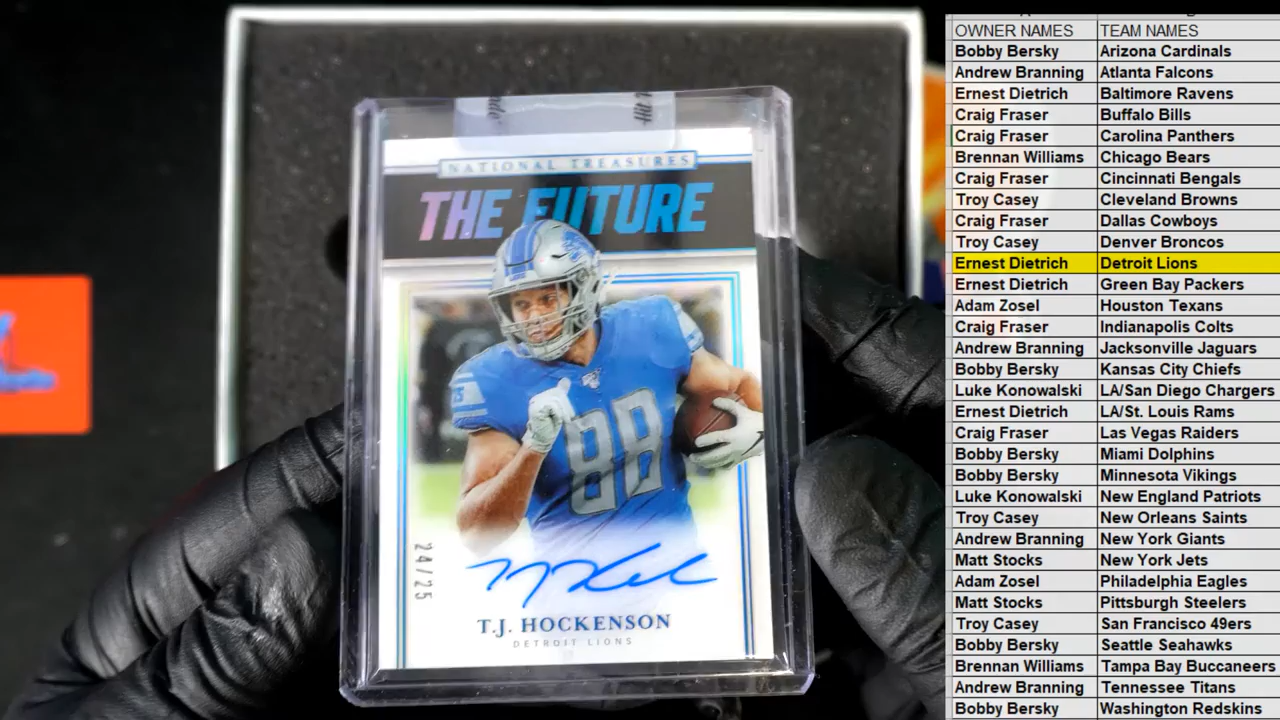 NATIONAL TREASURES
THE FUTURE
88
24/25
T.J. HOCKENSON
DETROIT LIONS
OWNER NAMES TEAM NAMES
Bobby Bersky Arizona Cardinals
Andrew Branning Atlanta Falcons
Ernest Dietrich Baltimore Ravens
Craig Fraser Buffalo Bills
Craig Fraser Carolina Panthers
Brennan Williams Chicago Bears
Craig Fraser Cincinnati Bengals
Troy Casey Cleveland Browns
Craig Fraser Dallas Cowboys
Troy Casey Denver Broncos
Ernest Dietrich Detroit Lions
Ernest Dietrich Green Bay Packers
Adam Zosel Houston Texans
Craig Fraser Indianapolis Colts
Andrew Branning Jacksonville Jaguars
Bobby Bersky Kansas City Chiefs
Luke Konowalski LA/San Diego Chargers
Ernest Dietrich LA/St. Louis Rams
Craig Fraser Las Vegas Raiders
Bobby Bersky Miami Dolphins
Bobby Bersky Minnesota Vikings
Luke Konowalski New England Patriots
Troy Casey New Orleans Saints
Andrew Branning New York Giants
Matt Stocks New York Jets
Adam Zosel Philadelphia Eagles
Matt Stocks Pittsburgh Steelers
Troy Casey San Francisco 49ers
Bobby Bersky Seattle Seahawks
Brennan Williams Tampa Bay Buccaneers
Andrew Branning Tennessee Titans
Bobby Bersky Washington Redskins